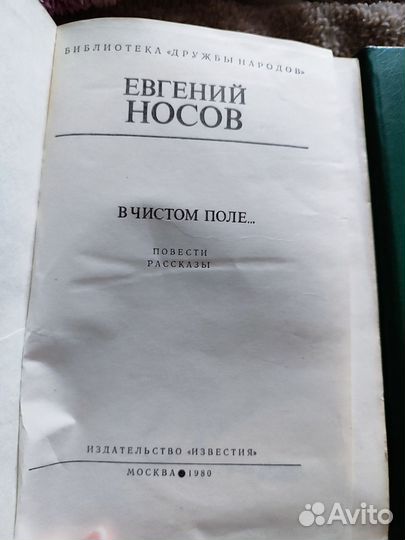 БИБЛИОТЕКА «ДРУЖБЫ НАРОДОВ»
ЕВГЕНИЙ
НОСОВ
В ЧИСТОМ ПОЛЕ...
ПОВЕСТИ
РАССКАЗЫ
ИЗДАТЕЛЬСТВО «ИЗВЕСТИЯ»
МОСКВА ● 1980
Avito